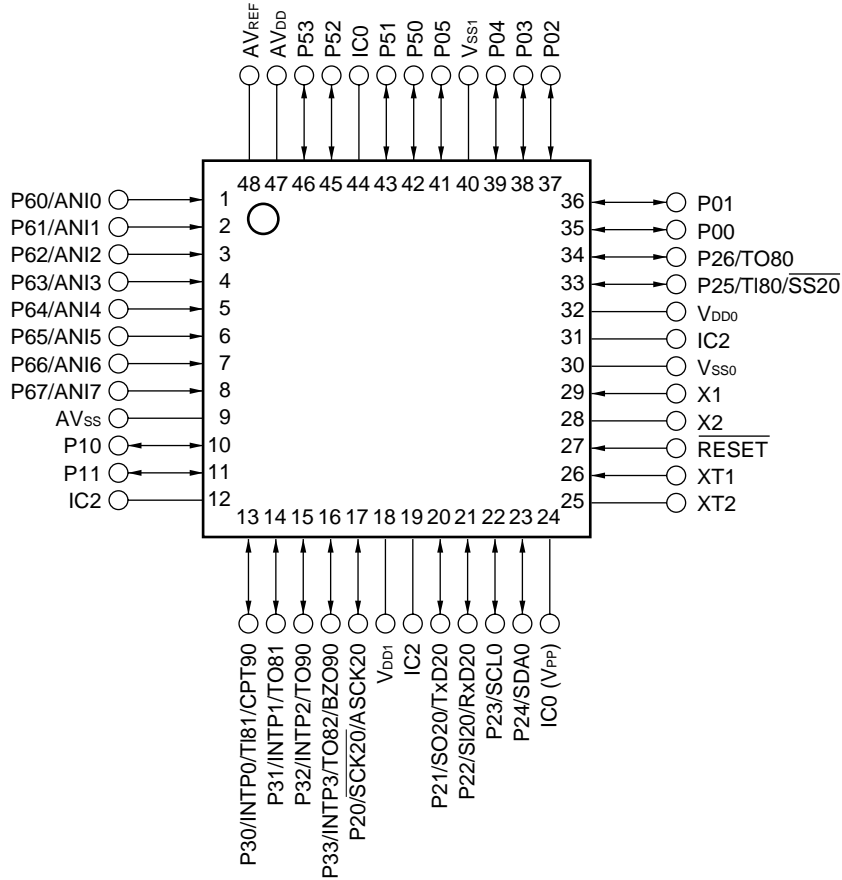 AVREF
AVDD
P53
P52
IC0
P51
P50
P05
VSS1
P04
P03
P02
48 47 46 45 44 43 42 41 40 39 38 37
P60/ANI0 1
P61/ANI1 2
P62/ANI2 3
P63/ANI3 4
P64/ANI4 5
P65/ANI5 6
P66/ANI6 7
P67/ANI7 8
AVSS 9
P10 10
P11 11
IC2 12
36 P01
35 P00
34 P26/TO80
33 P25/TI80/S̅S̅2̅0̅
32 VDD0
31 IC2
30 VSS0
29 X1
28 X2
27 R̅E̅S̅E̅T̅
26 XT1
25 XT2
13 14 15 16 17 18 19 20 21 22 23 24
P30/INTP0/TI81/CPT90
P31/INTP1/TO81
P32/INTP2/TO90
P33/INTP3/TO82/BZO90
P20/S̅C̅K̅2̅0̅/ASCK20
VDD1
IC2
P21/SO20/TxD20
P22/SI20/RxD20
P23/SCL0
P24/SDA0
IC0 (VPP)